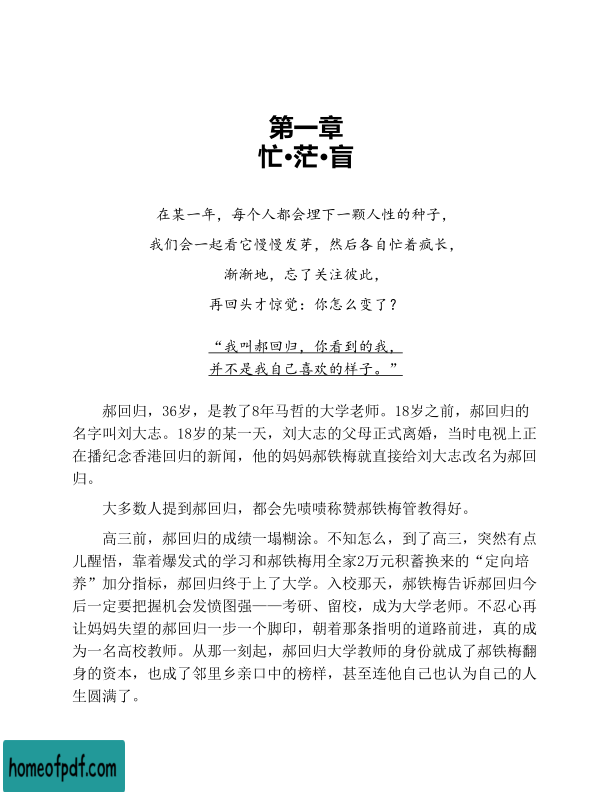 第一章
忙•茫•盲
在某一年，每个人都会埋下一颗人性的种子，
我们会一起看它慢慢发芽，然后各自忙着疯长，
渐渐地，忘了关注彼此，
再回头才惊觉：你怎么变了？
“我叫郝回归，你看到的我，
并不是我自己喜欢的样子。”
郝回归，36岁，是教了8年马哲的大学老师。18岁之前，郝回归的
名字叫刘大志。18岁的某一天，刘大志的父母正式离婚，当时电视上正
在播纪念香港回归的新闻，他的妈妈郝铁梅就直接给刘大志改名为郝回
归。
大多数人提到郝回归，都会先啧啧称赞郝铁梅管教得好。
高三前，郝回归的成绩一塌糊涂。不知怎么，到了高三，突然有点
儿醒悟，靠着爆发式的学习和郝铁梅用全家2万元积蓄换来的“定向培
养”加分指标，郝回归终于上了大学。入校那天，郝铁梅告诉郝回归今
后一定要把握机会发愤图强——考研、留校，成为大学老师。不忍心再
让妈妈失望的郝回归一步一个脚印，朝着那条指明的道路前进，真的成
为一名高校教师。从那一刻起，郝回归大学教师的身份就成了郝铁梅翻
身的资本，也成了邻里乡亲口中的榜样，甚至连他自己也认为自己的人
生圆满了。
homeofpdf.com